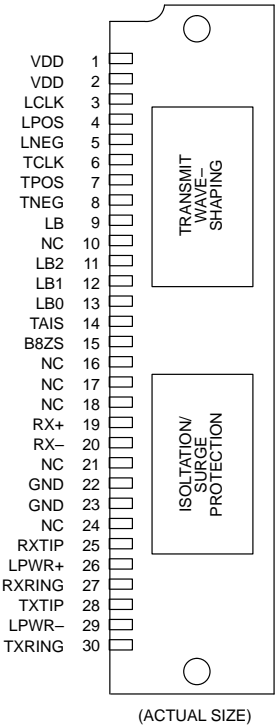 VDD 1
VDD 2
LCLK 3
LPOS 4
LNEG 5
TCLK 6
TPOS 7
TNEG 8
LB 9
NC 10
LB2 11
LB1 12
LB0 13
TAIS 14
B8ZS 15
NC 16
NC 17
NC 18
RX+ 19
RX– 20
NC 21
GND 22
GND 23
NC 24
RXTIP 25
LPWR+ 26
RXRING 27
TXTIP 28
LPWR– 29
TXRING 30
TRANSMIT
WAVE–
SHAPING
ISOLTATION/
SURGE
PROTECTION
(ACTUAL SIZE)